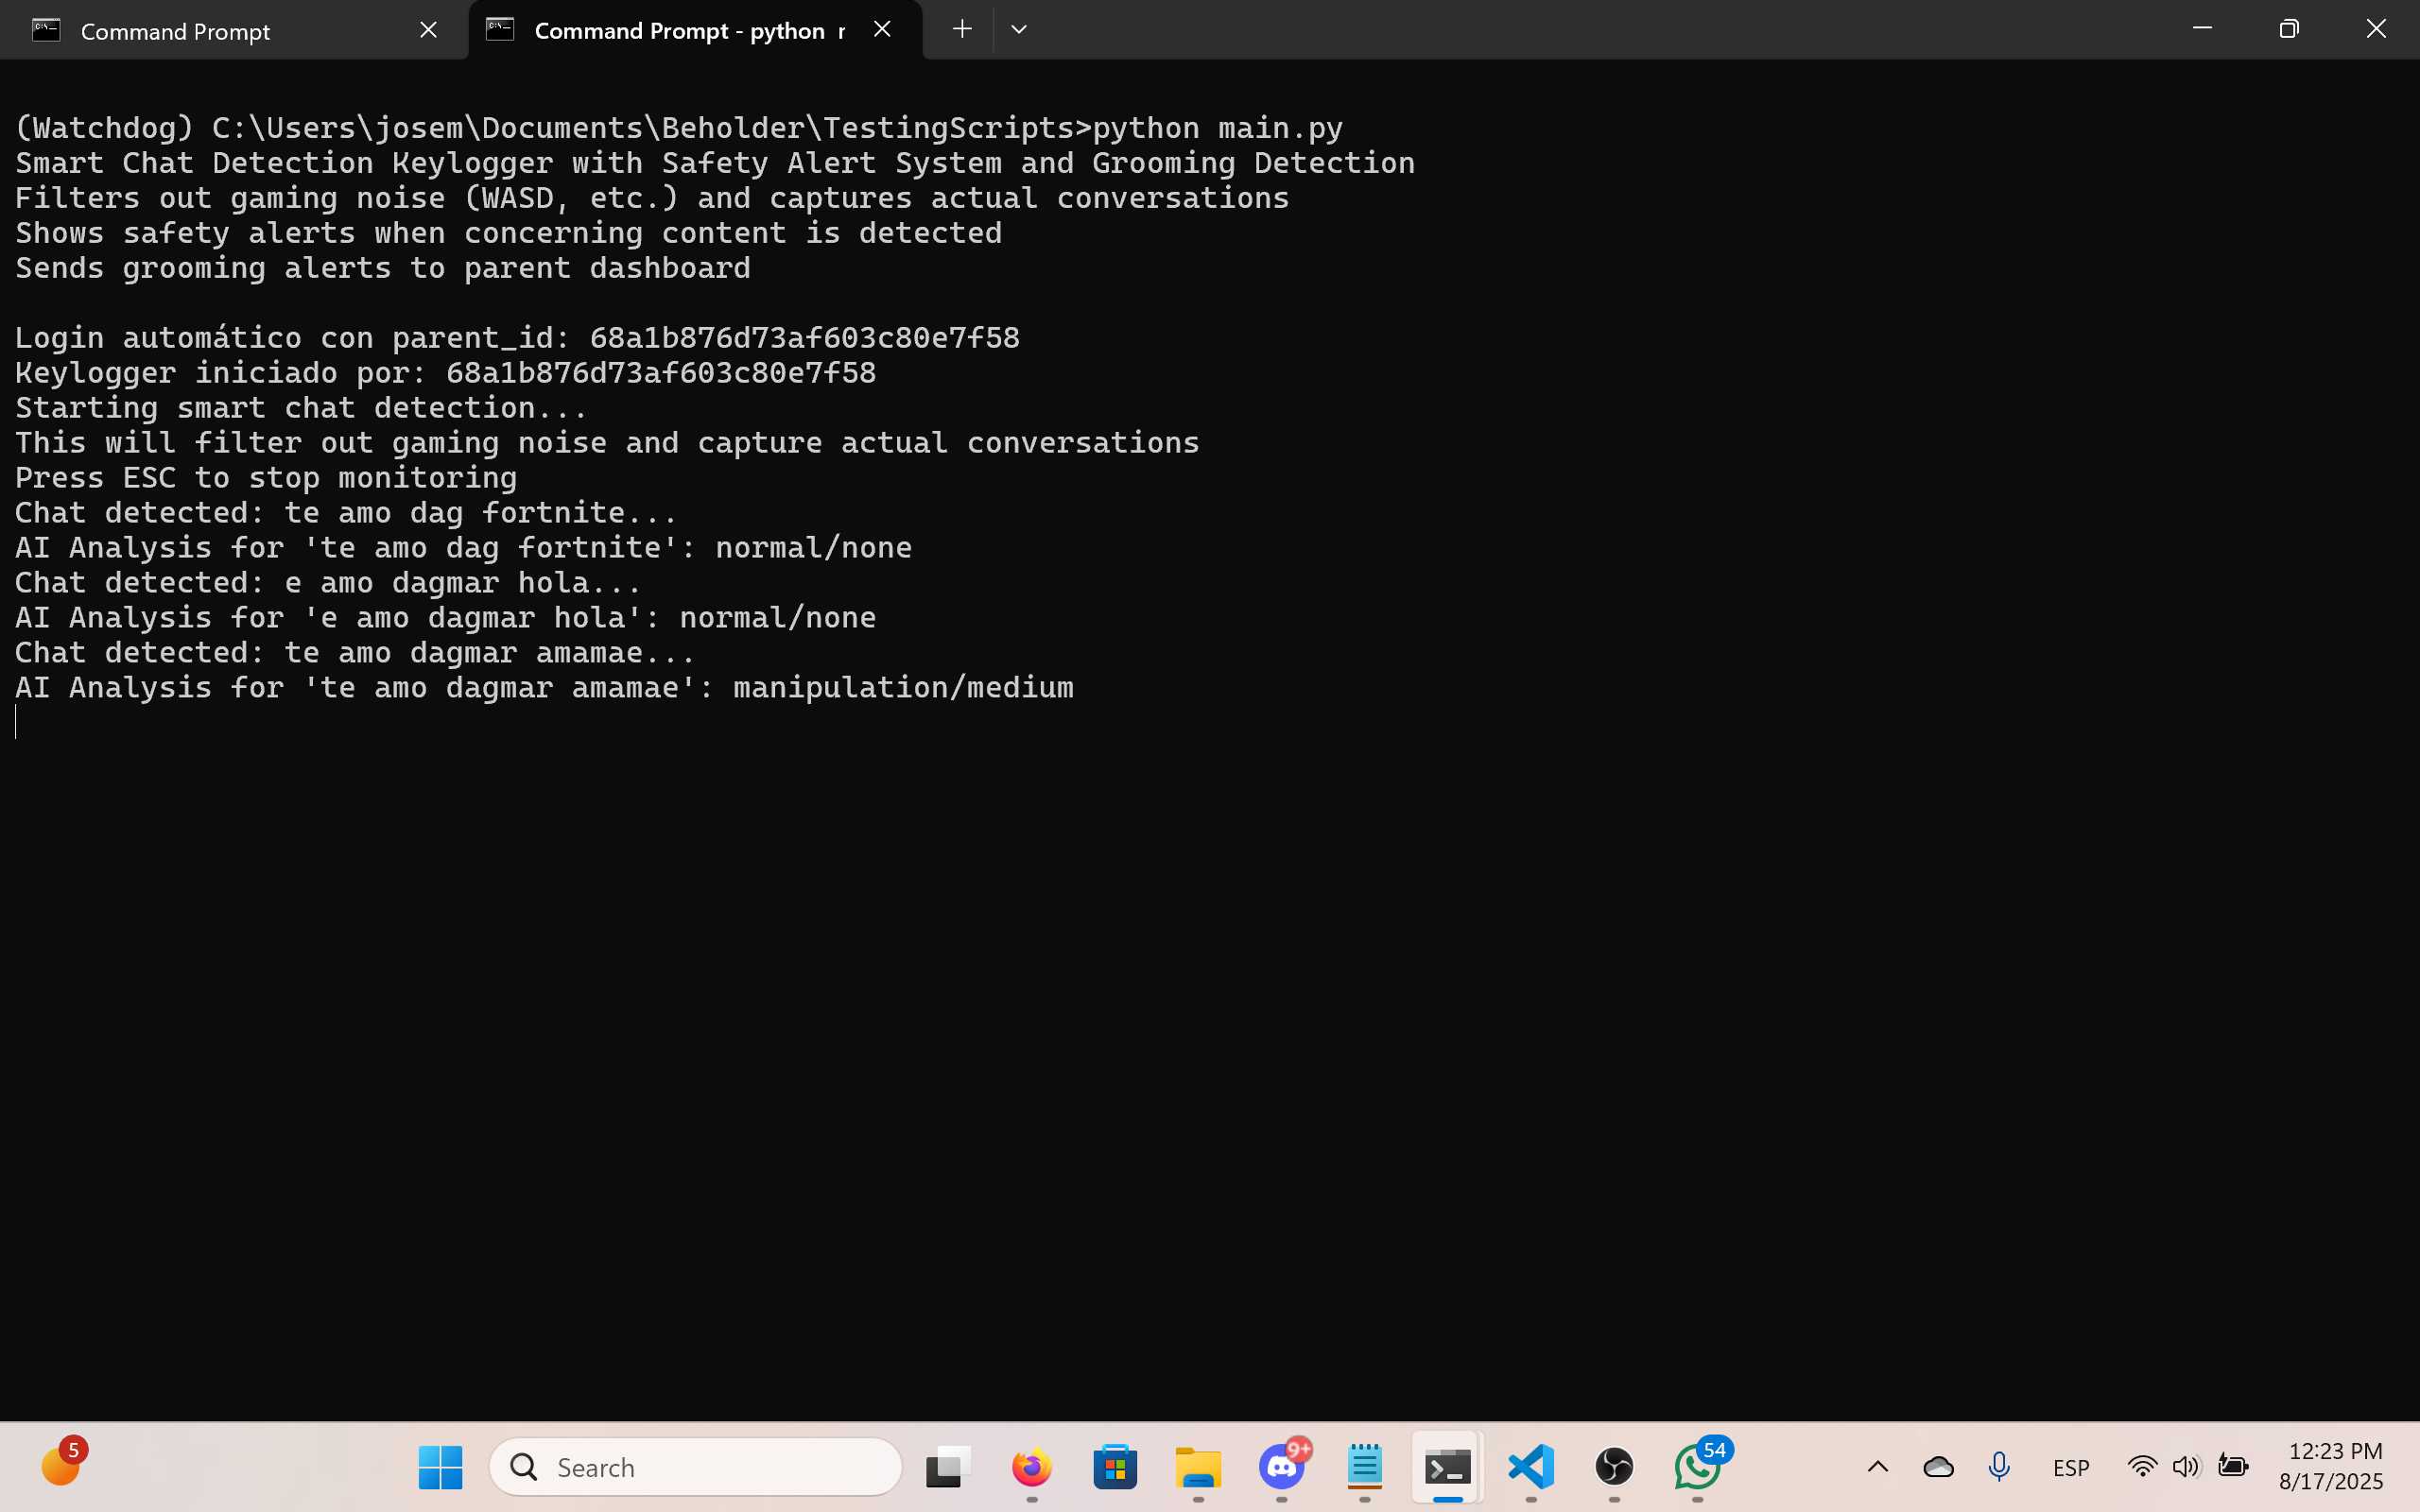 Command Prompt
Command Prompt - python r
(Watchdog) C:\Users\josem\Documents\Beholder\TestingScripts>python main.py
Smart Chat Detection Keylogger with Safety Alert System and Grooming Detection
Filters out gaming noise (WASD, etc.) and captures actual conversations
Shows safety alerts when concerning content is detected
Sends grooming alerts to parent dashboard
Login automático con parent_id: 68a1b876d73af603c80e7f58
Keylogger iniciado por: 68a1b876d73af603c80e7f58
Starting smart chat detection...
This will filter out gaming noise and capture actual conversations
Press ESC to stop monitoring
Chat detected: te amo dag fortnite...
AI Analysis for 'te amo dag fortnite': normal/none
Chat detected: e amo dagmar hola...
AI Analysis for 'e amo dagmar hola': normal/none
Chat detected: te amo dagmar amamae...
AI Analysis for 'te amo dagmar amamae': manipulation/medium
5
Search
9+
54
ESP
12:23 PM
8/17/2025